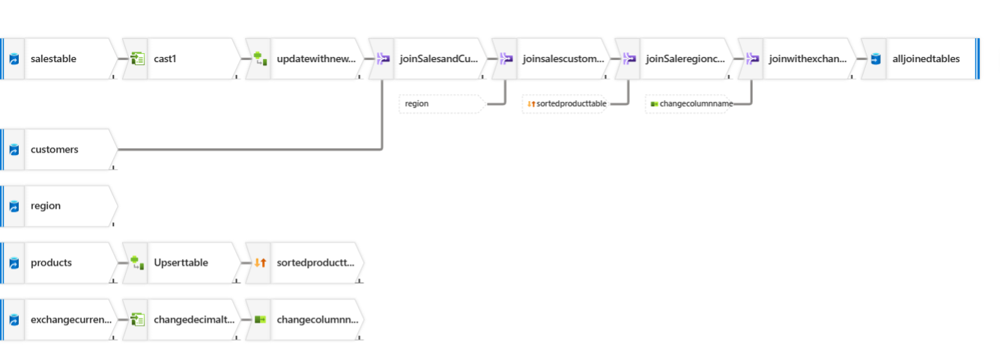 salestable
cast1
updatewithnew...
joinSalesandCu...
joinsalescustom...
joinSaleregionc...
joinwithexchan...
alljoinedtables
region
sortedproducttable
changecolumnname
customers
region
products
Upserttable
sortedproductt...
exchangecurren...
changedecimalt...
changecolumnn...